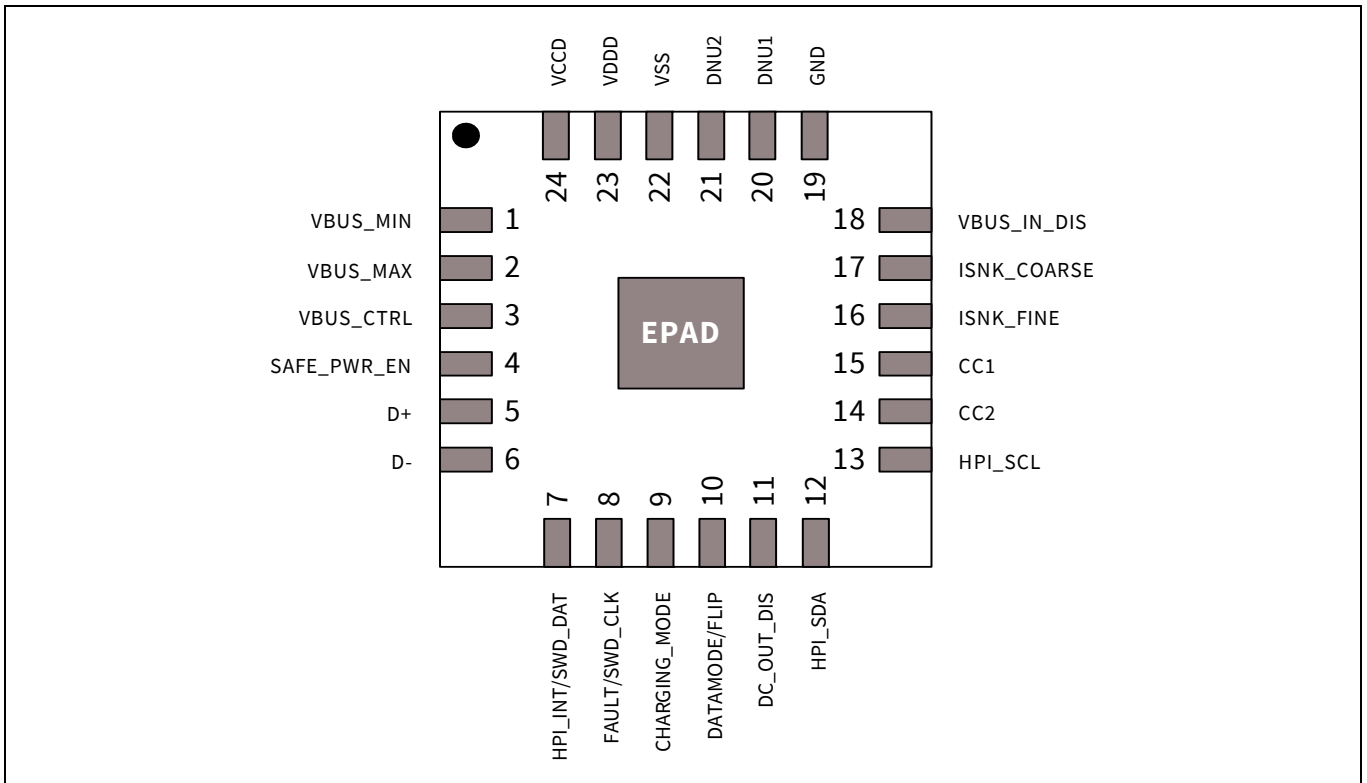 VCCD
VDDD
VSS
DNU2
DNU1
GND
24
23
22
21
20
19
VBUS_MIN 1
VBUS_MAX 2
VBUS_CTRL 3
SAFE_PWR_EN 4
D+ 5
D- 6
EPAD
18 VBUS_IN_DIS
17 ISNK_COARSE
16 ISNK_FINE
15 CC1
14 CC2
13 HPI_SCL
7
8
9
10
11
12
HPI_INT/SWD_DAT
FAULT/SWD_CLK
CHARGING_MODE
DATAMODE/FLIP
DC_OUT_DIS
HPI_SDA